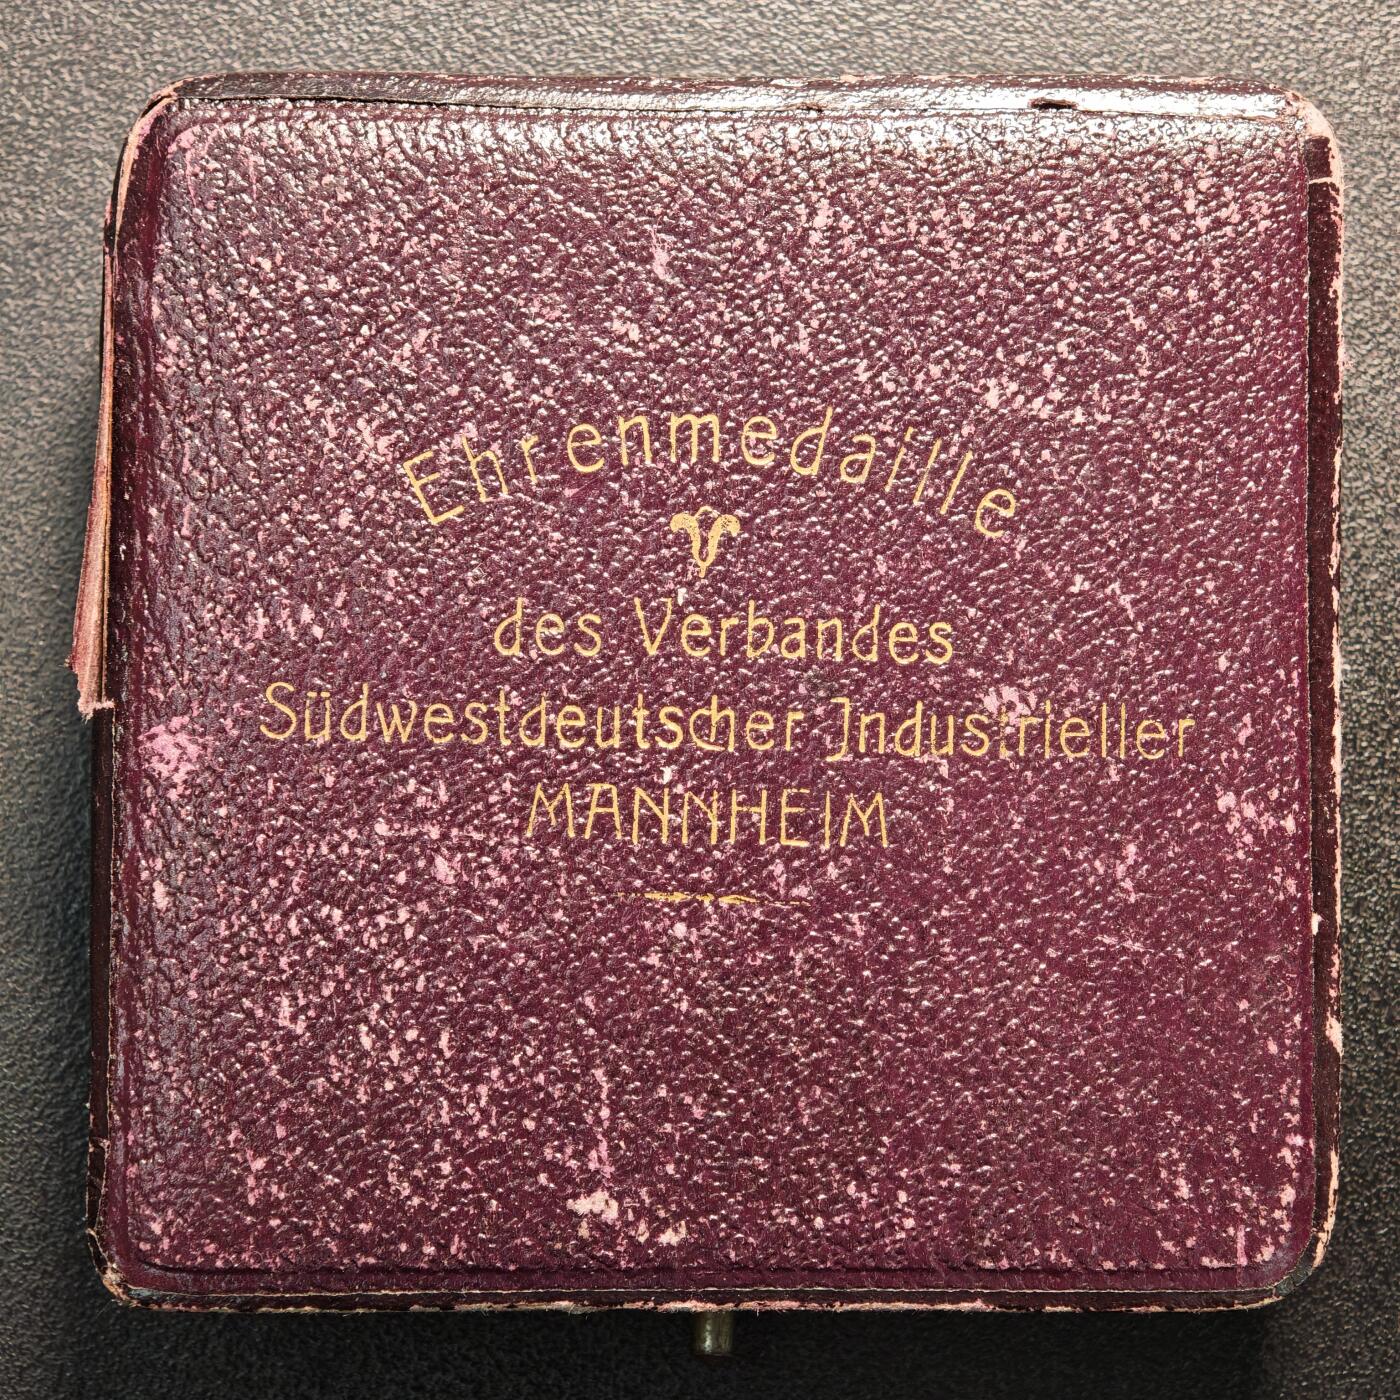 Ehrenmedaille
des Verbandes
Südwestdeutscher Industrieller
MANNHEIM